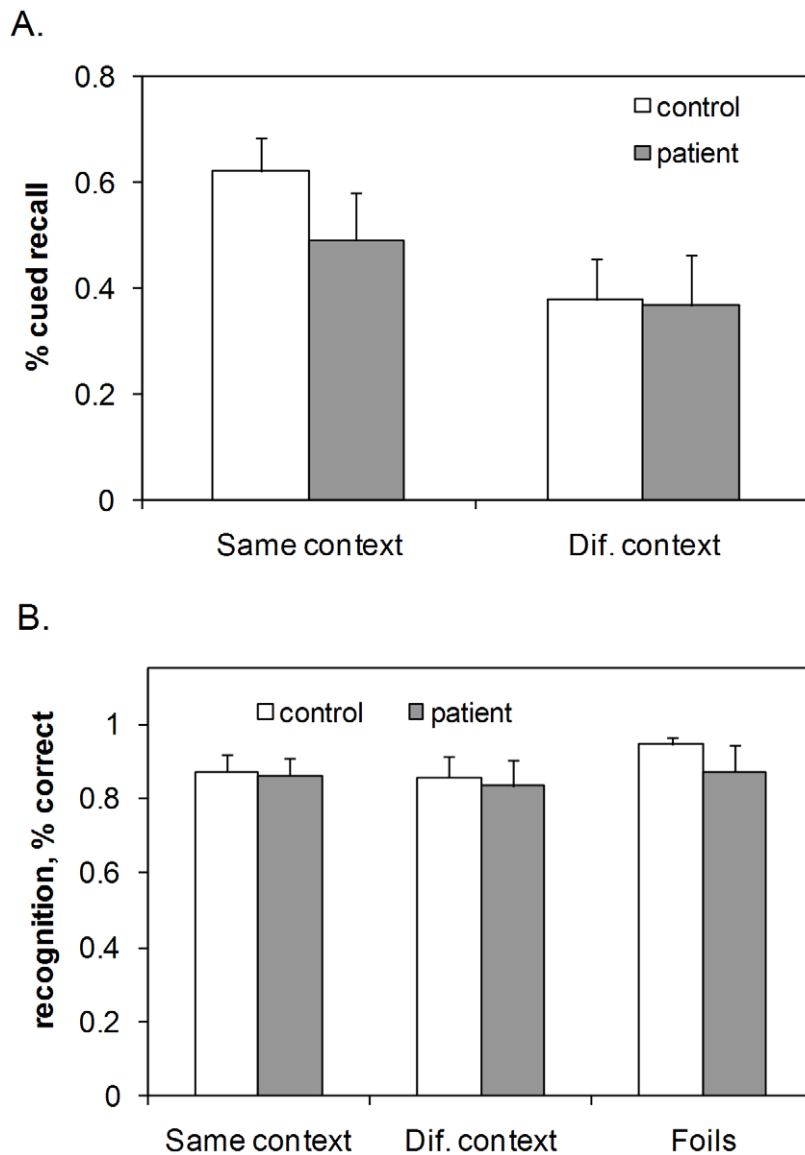 A.
% cued recall
0.8
0.6
0.4
0.2
0
control
patient
Same context
Dif. context
B.
recognition, % correct
1
0.8
0.6
0.4
0.2
0
control
patient
Same context
Dif. context
Foils